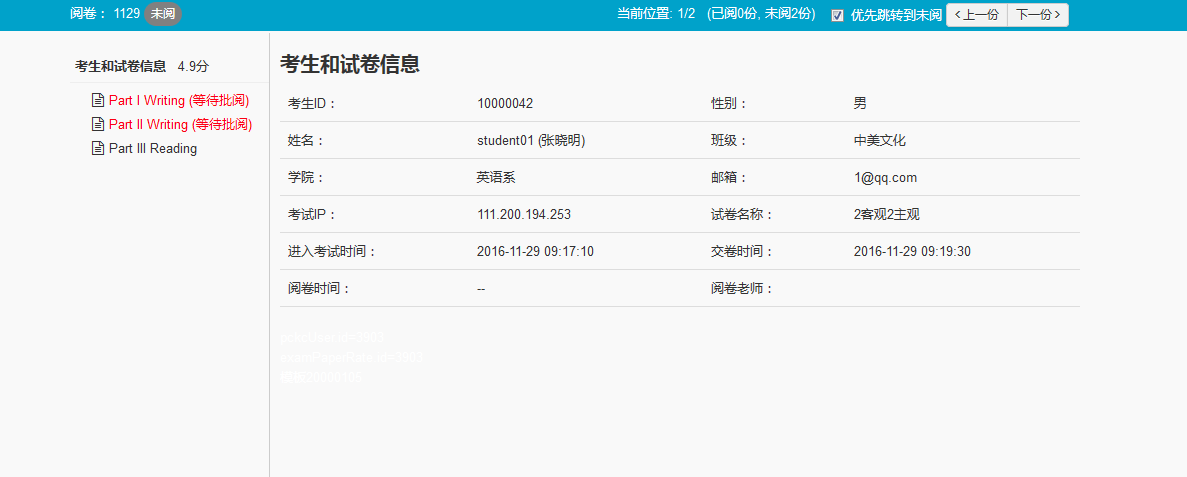 阅卷： 1129 未阅 当前位置: 1/2 (已阅0份, 未阅2份) 优先跳转到未阅 上一份 下一份
考生和试卷信息 4.9分
Part I Writing (等待批阅)
Part II Writing (等待批阅)
Part III Reading
考生和试卷信息
考生ID： 10000042 性别： 男
姓名： student01 (张晓明) 班级： 中美文化
学院： 英语系 邮箱： 1@qq.com
考试IP： 111.200.194.253 试卷名称： 2客观2主观
进入考试时间： 2016-11-29 09:17:10 交卷时间： 2016-11-29 09:19:30
阅卷时间： -- 阅卷老师：